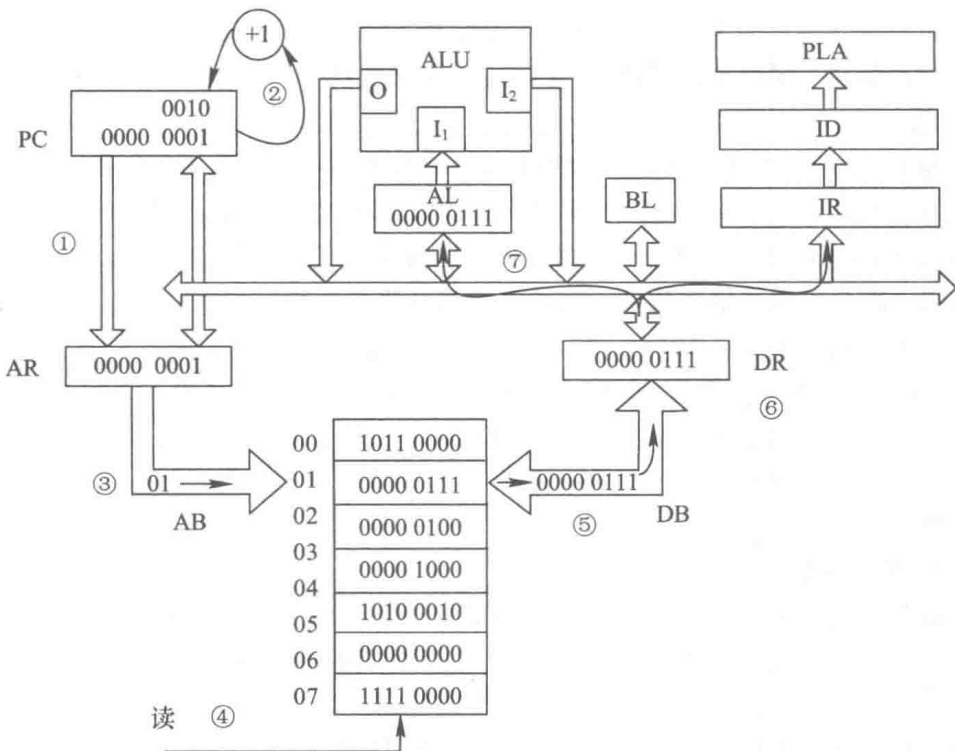 +1
②
ALU
O
I₂
I₁
PLA
ID
IR
PC
0010
0000 0001
AL
0000 0111
BL
①
⑦
AR
0000 0001
0000 0111
DR
⑥
③
01
AB
00
01
02
03
04
05
06
07
1011 0000
0000 0111
0000 0100
0000 1000
1010 0010
0000 0000
1111 0000
0000 0111
⑤
DB
读 ④